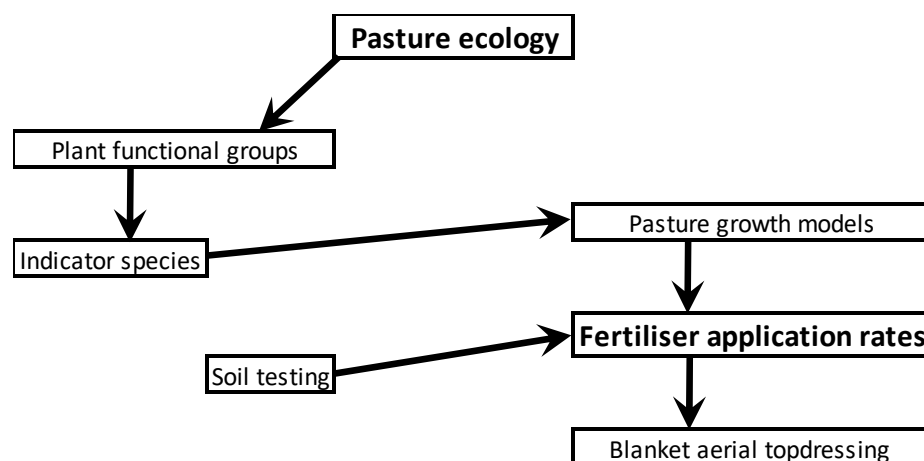 Pasture ecology
Plant functional groups
Pasture growth models
Indicator species
Fertiliser application rates
Soil testing
Blanket aerial topdressing